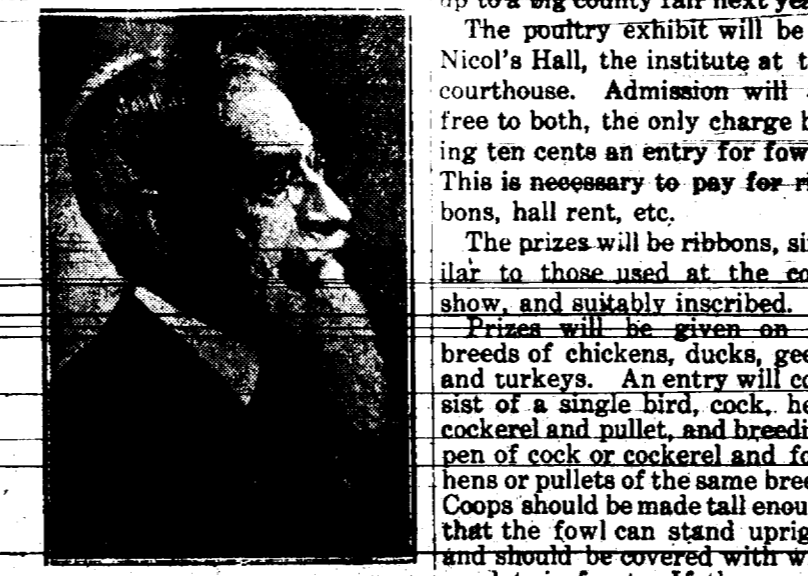 up to a big county fair next yea
The poultry exhibit will be
Nicol's Hall, the institute at t
courthouse. Admission will
free to both, the only charge b
ing ten cents an entry for fow
This is necessary to pay for ri
bons, hall rent, etc.
The prizes will be ribbons, si
ilar to those used at the co
show, and suitably inscribed.
Prizes will be given on
breeds of chickens, ducks, gee
and turkeys. An entry will co
sist of a single bird, cock, he
cockerel and pullet, and breedi
pen of cock or cockerel and fo
hens or pullets of the same bree
Coops should be made tall enou
that the fowl can stand uprig
and should be covered with w